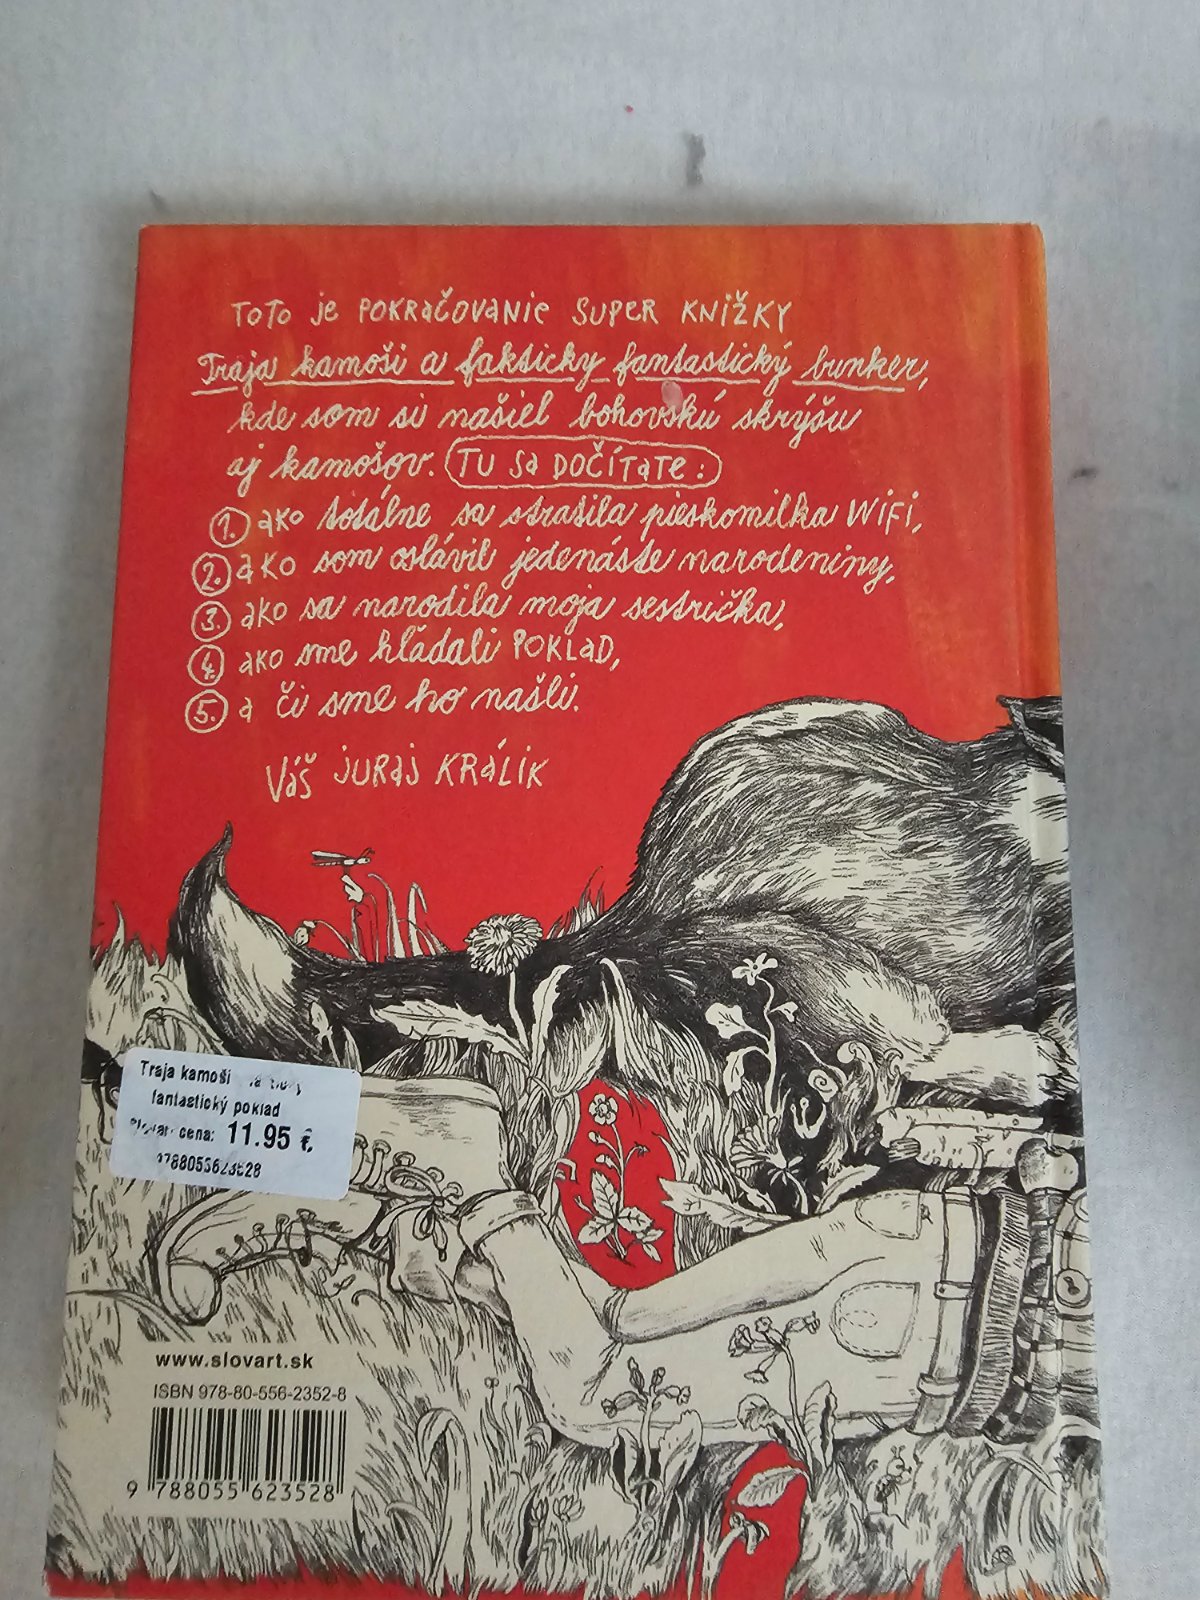 Toto je pokračovanie super knižky
Traja kamoši a fakticky fantastický bunker,
kde som si našiel bohovskú skrýšu
aj kamošov. Tu sa dočítate:
1. ako totálne sa stratila pieskomilka WiFi,
2. ako som oslávil jedenáste narodeniny,
3. ako sa narodila moja sestrička,
4. ako sme hľadali POKLaD,
5. a či sme ho našli.
Váš Juraj Králik
Traja kamoši
fantastický poklad
cena: 11.95 €
9788055623528
www.slovart.sk
ISBN 978-80-556-2352-8
9 788055 623528